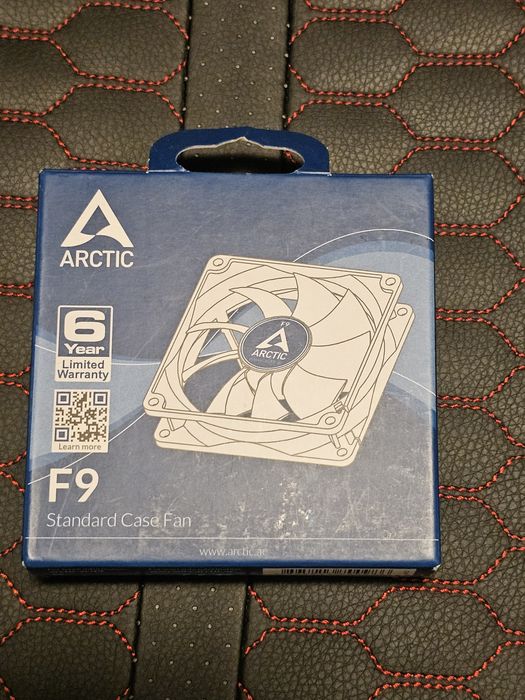 ARCTIC
6
Year
Limited
Warranty
Learn more
F9
ARCTIC
F9
Standard Case Fan
www.arctic.ac